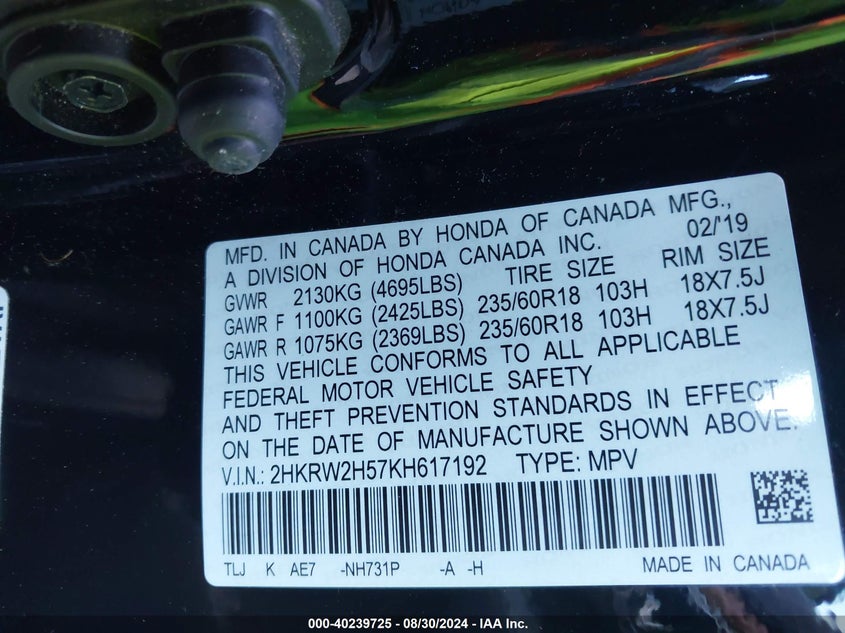 MFD. IN CANADA BY HONDA OF CANADA MFG.,
A DIVISION OF HONDA CANADA INC. 02/'19
GVWR 2130KG (4695LBS) TIRE SIZE RIM SIZE
GAWR F 1100KG (2425LBS) 235/60R18 103H 18X7.5J
GAWR R 1075KG (2369LBS) 235/60R18 103H 18X7.5J
THIS VEHICLE CONFORMS TO ALL APPLICABLE
FEDERAL MOTOR VEHICLE SAFETY
AND THEFT PREVENTION STANDARDS IN EFFECT
ON THE DATE OF MANUFACTURE SHOWN ABOVE.
V.I.N.: 2HKRW2H57KH617192 TYPE: MPV
TLJ K AE7 -NH731P -A -H MADE IN CANADA
000-40239725 - 08/30/2024 - IAA Inc.